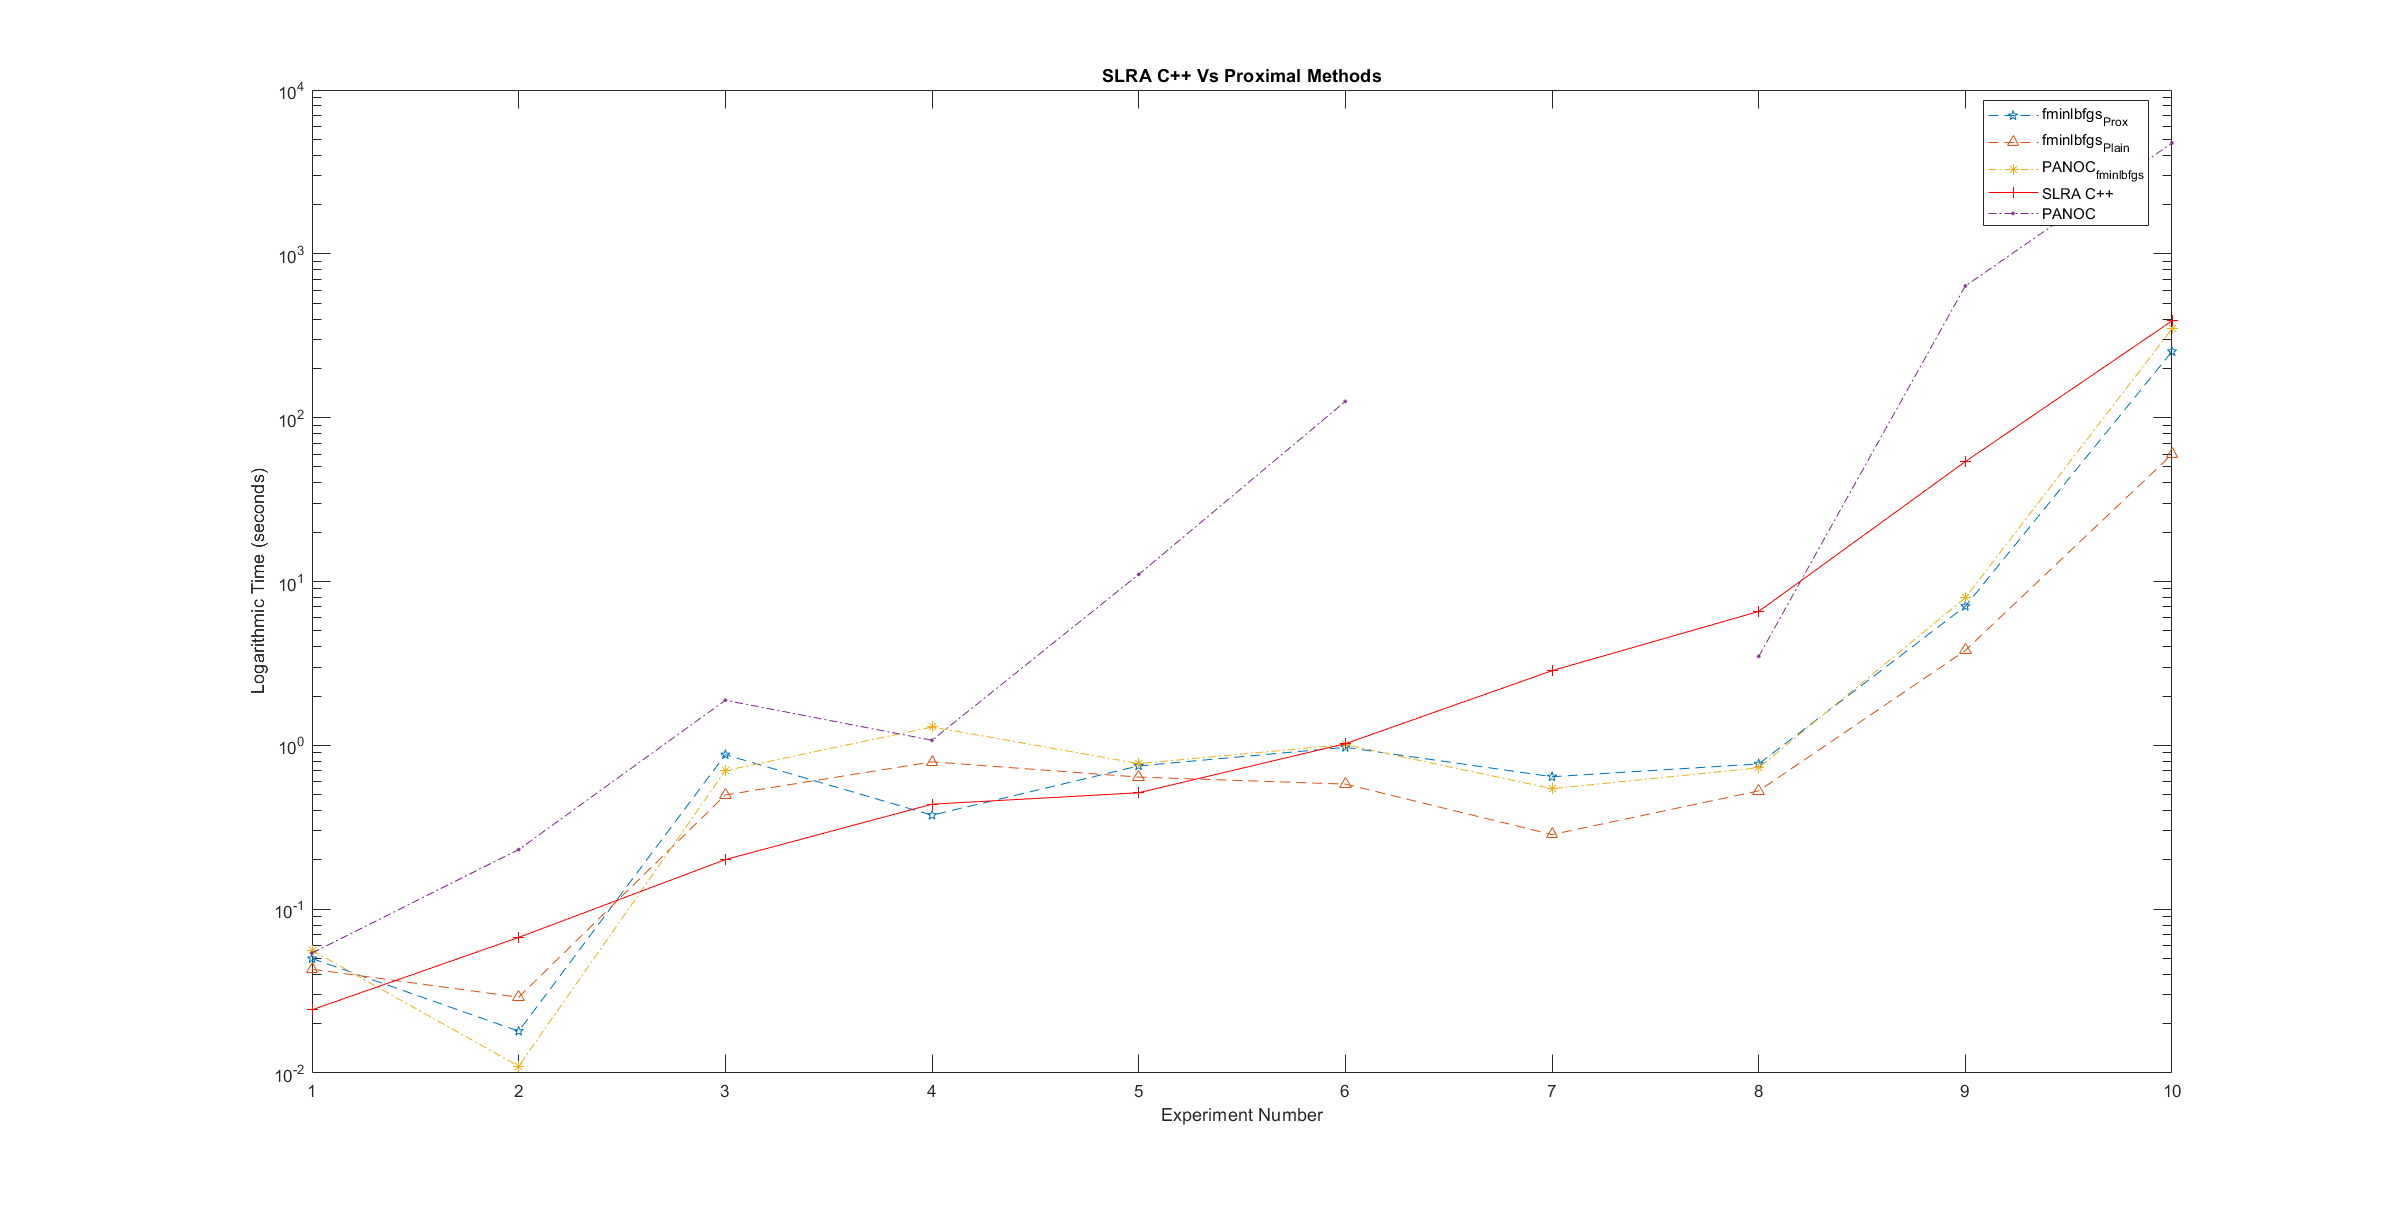 SLRA C++ Vs Proximal Methods
10^4
10^3
10^2
10^1
10^0
10^-1
10^-2
Logarithmic Time (seconds)
fminlbfgs_Prox
fminlbfgs_Plain
PANOC_fminlbfgs
SLRA C++
PANOC
1 2 3 4 5 6 7 8 9 10
Experiment Number